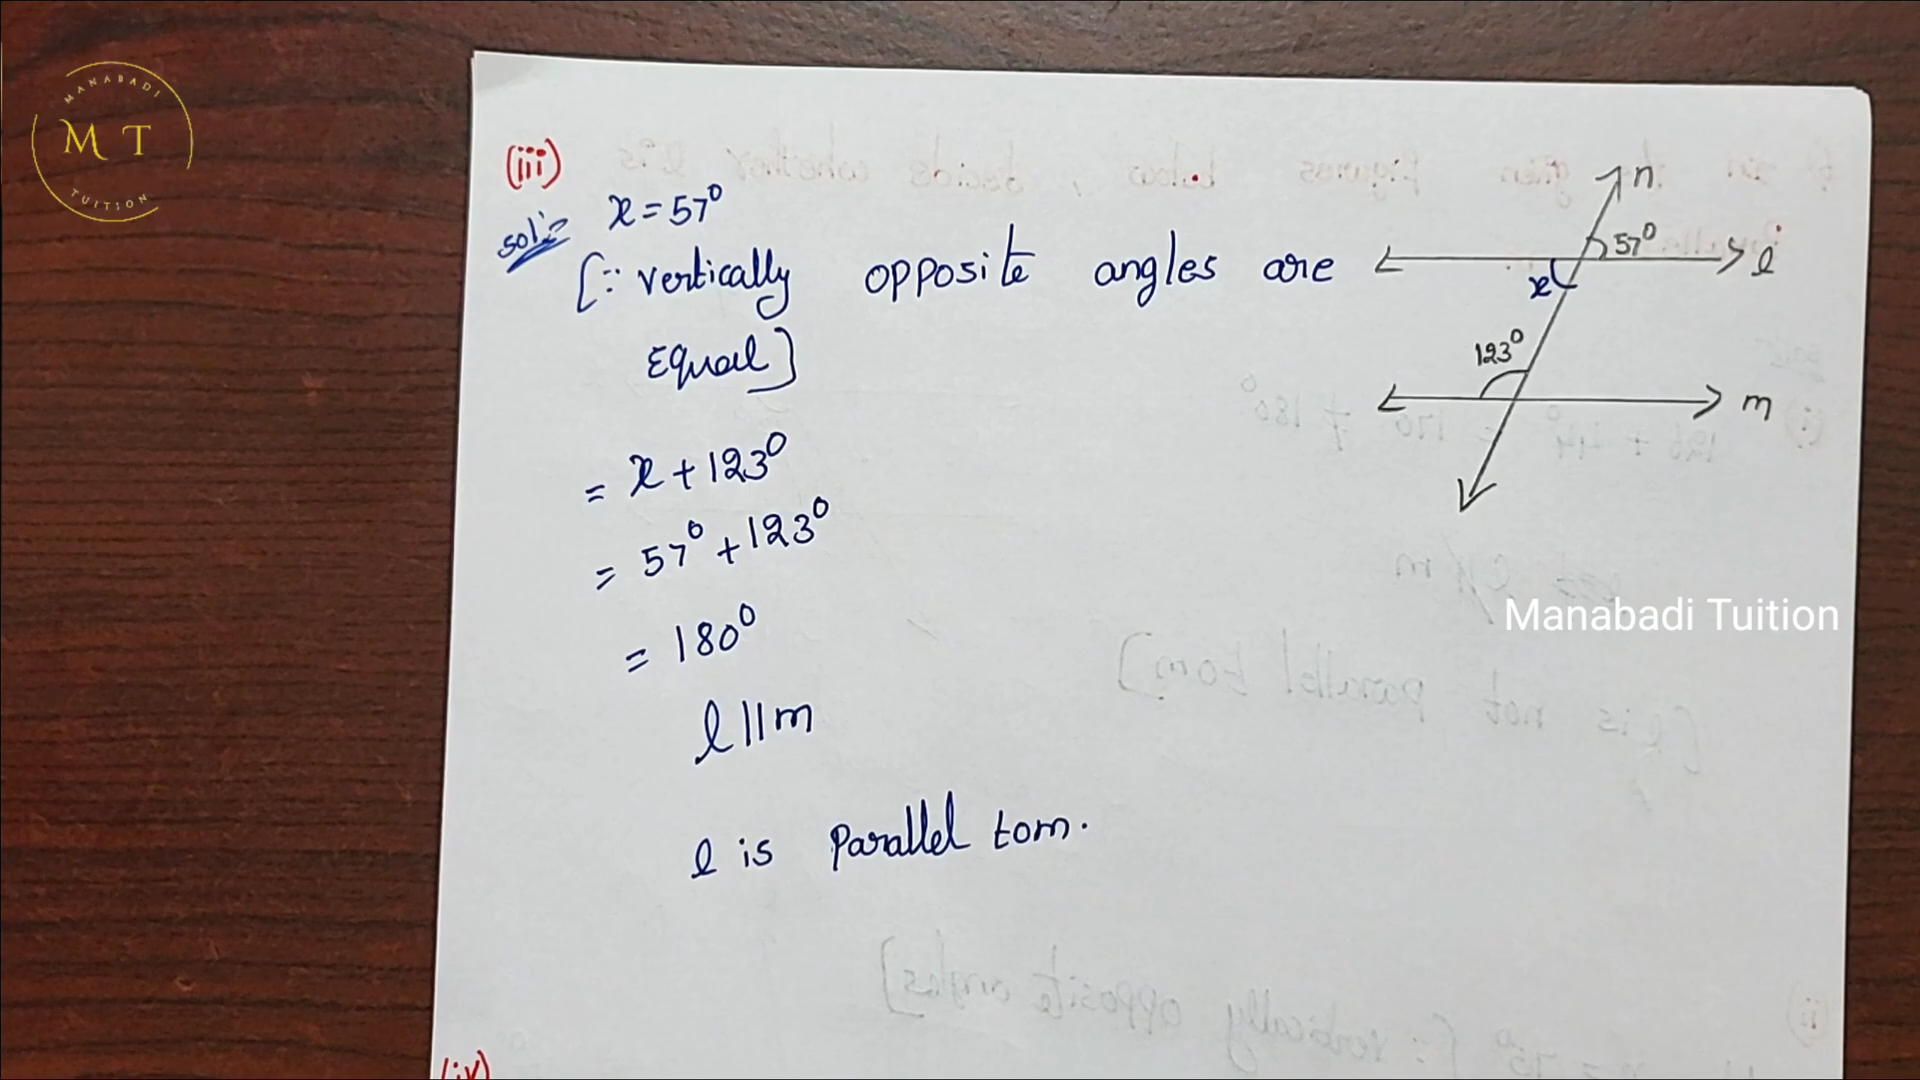 MANABADI
M T
TUITION
(iii)
Sol:- x = 57°
[∵ vertically opposite angles are
Equal]
= x + 123°
= 57° + 123°
= 180°
l || m
l is Parallel to m.
n
57°
l
x
123°
m
Manabadi Tuition
(iv)